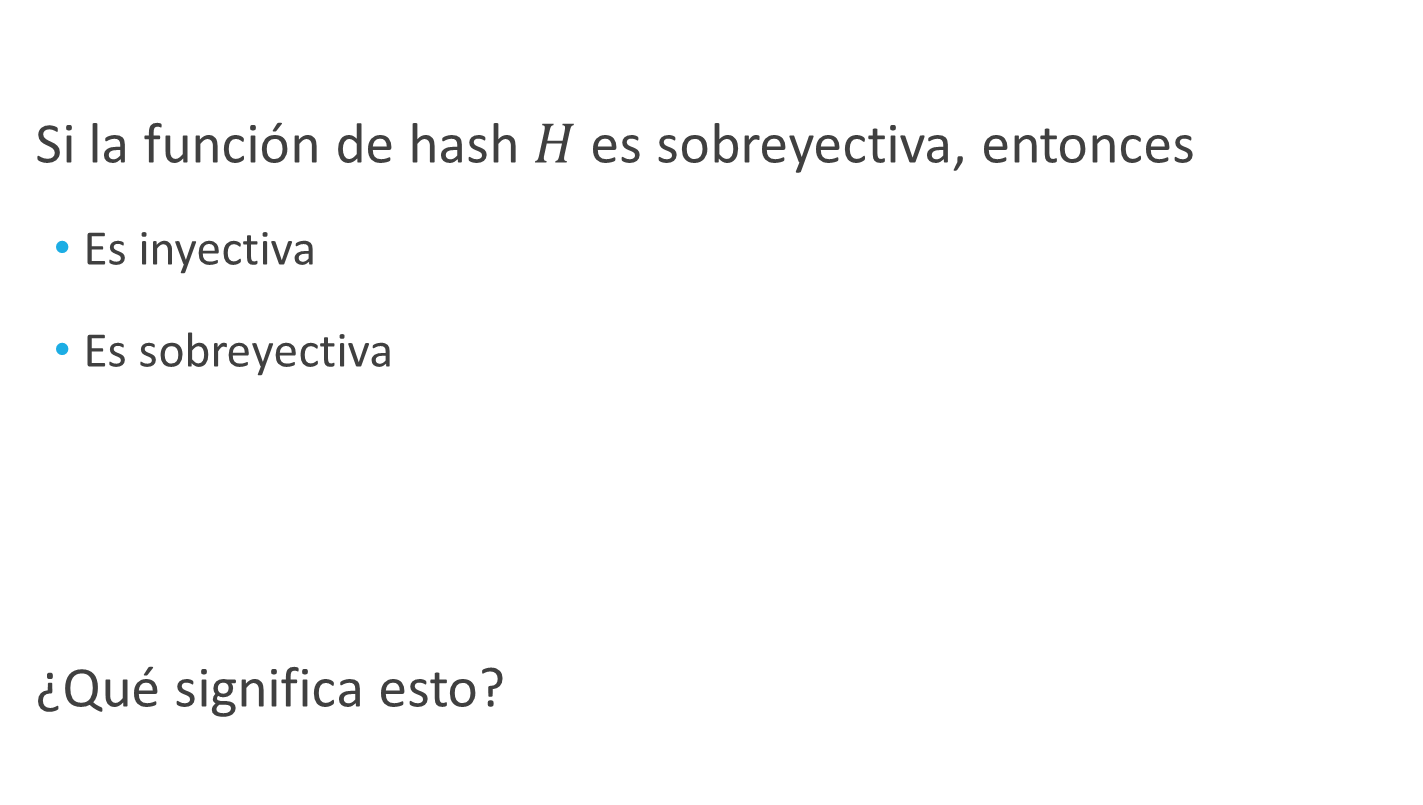 Si la función de hash 𝐻 es sobreyectiva, entonces
• Es inyectiva
• Es sobreyectiva
¿Qué significa esto?